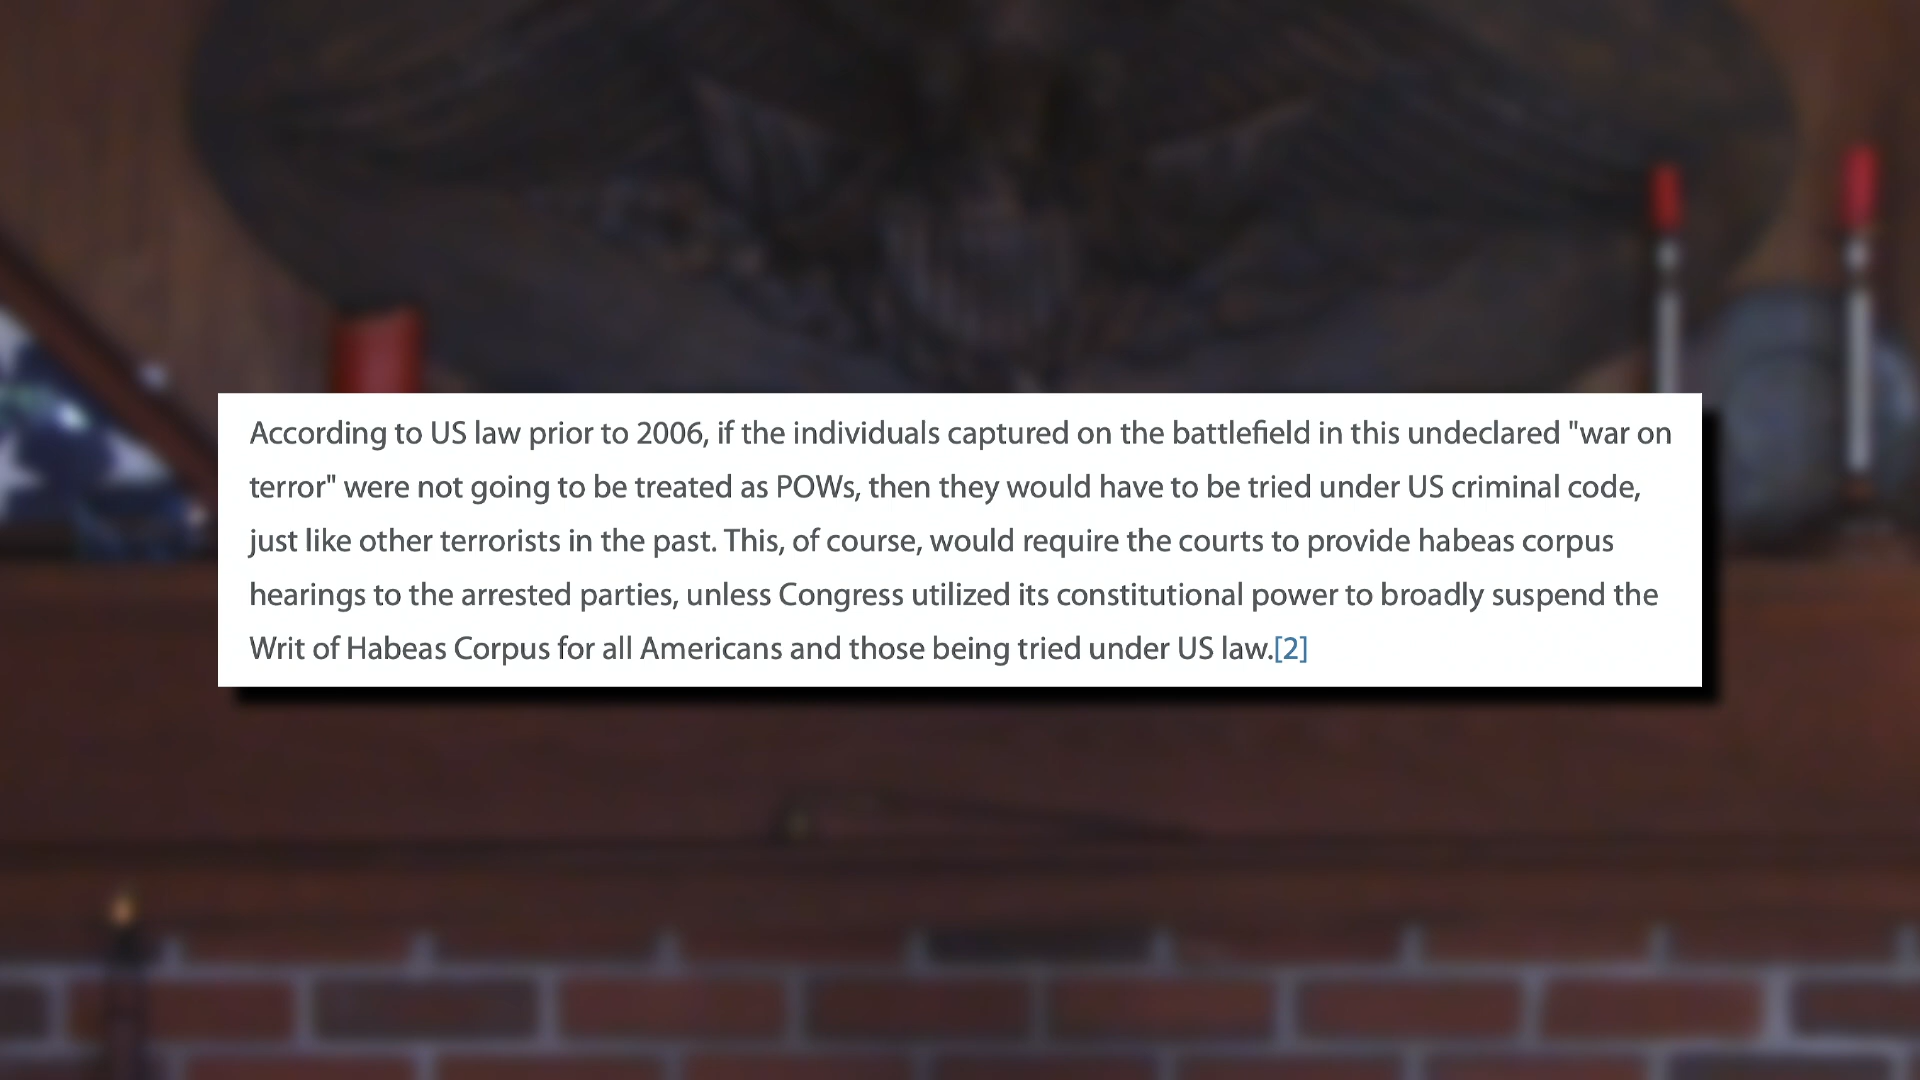 According to US law prior to 2006, if the individuals captured on the battlefield in this undeclared "war on
terror" were not going to be treated as POWs, then they would have to be tried under US criminal code,
just like other terrorists in the past. This, of course, would require the courts to provide habeas corpus
hearings to the arrested parties, unless Congress utilized its constitutional power to broadly suspend the
Writ of Habeas Corpus for all Americans and those being tried under US law.[2]